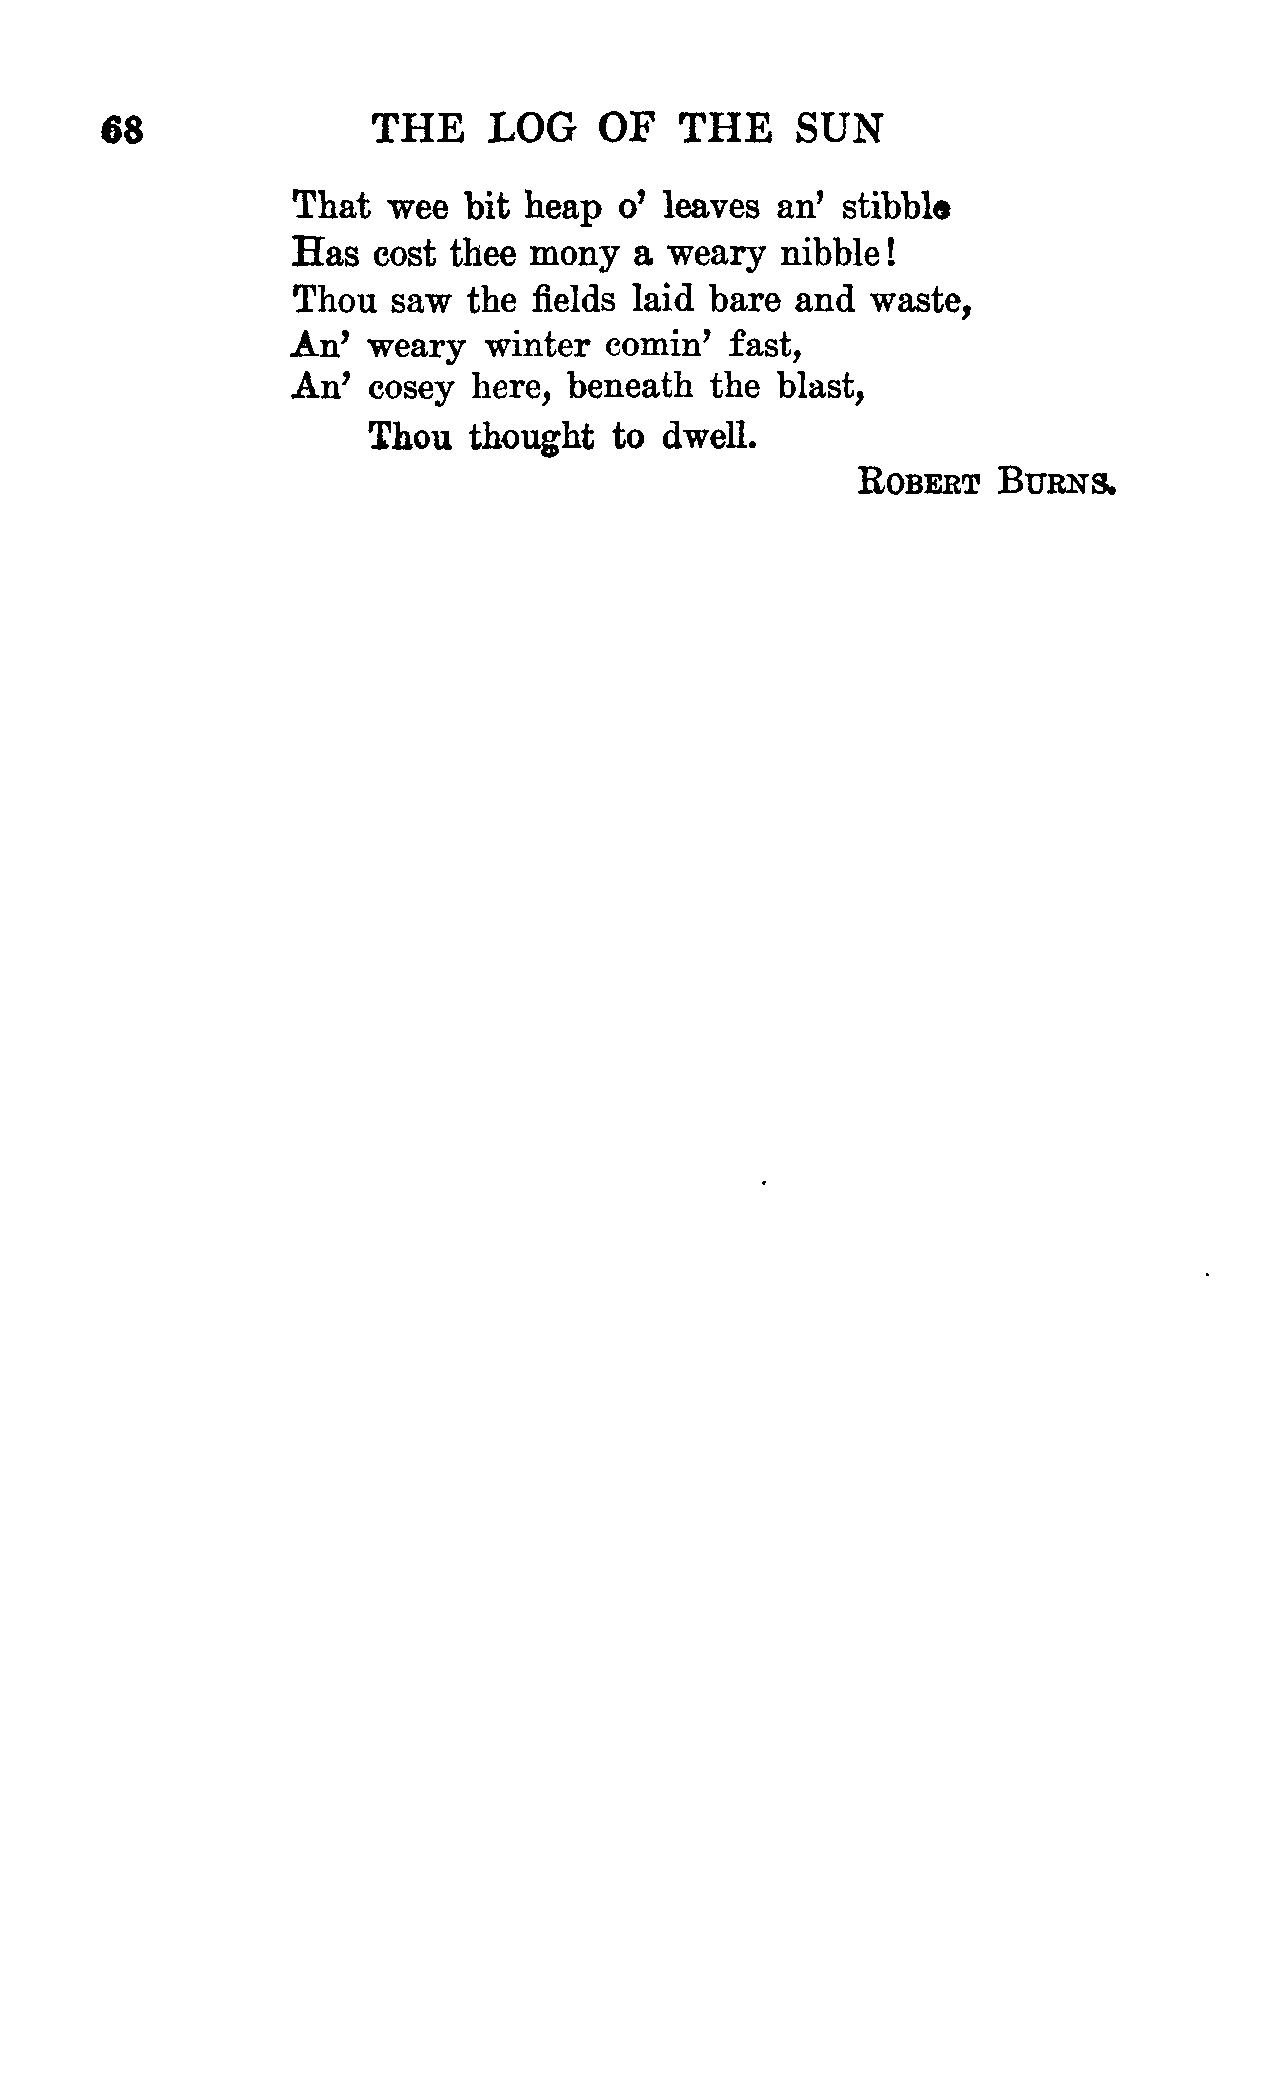 68 THE LOG OF THE SUN
That wee bit heap o' leaves an' stibble
Has cost thee mony a weary nibble!
Thou saw the fields laid bare and waste,
An' weary winter comin' fast,
An' cosey here, beneath the blast,
Thou thought to dwell.
ROBERT BURNS.